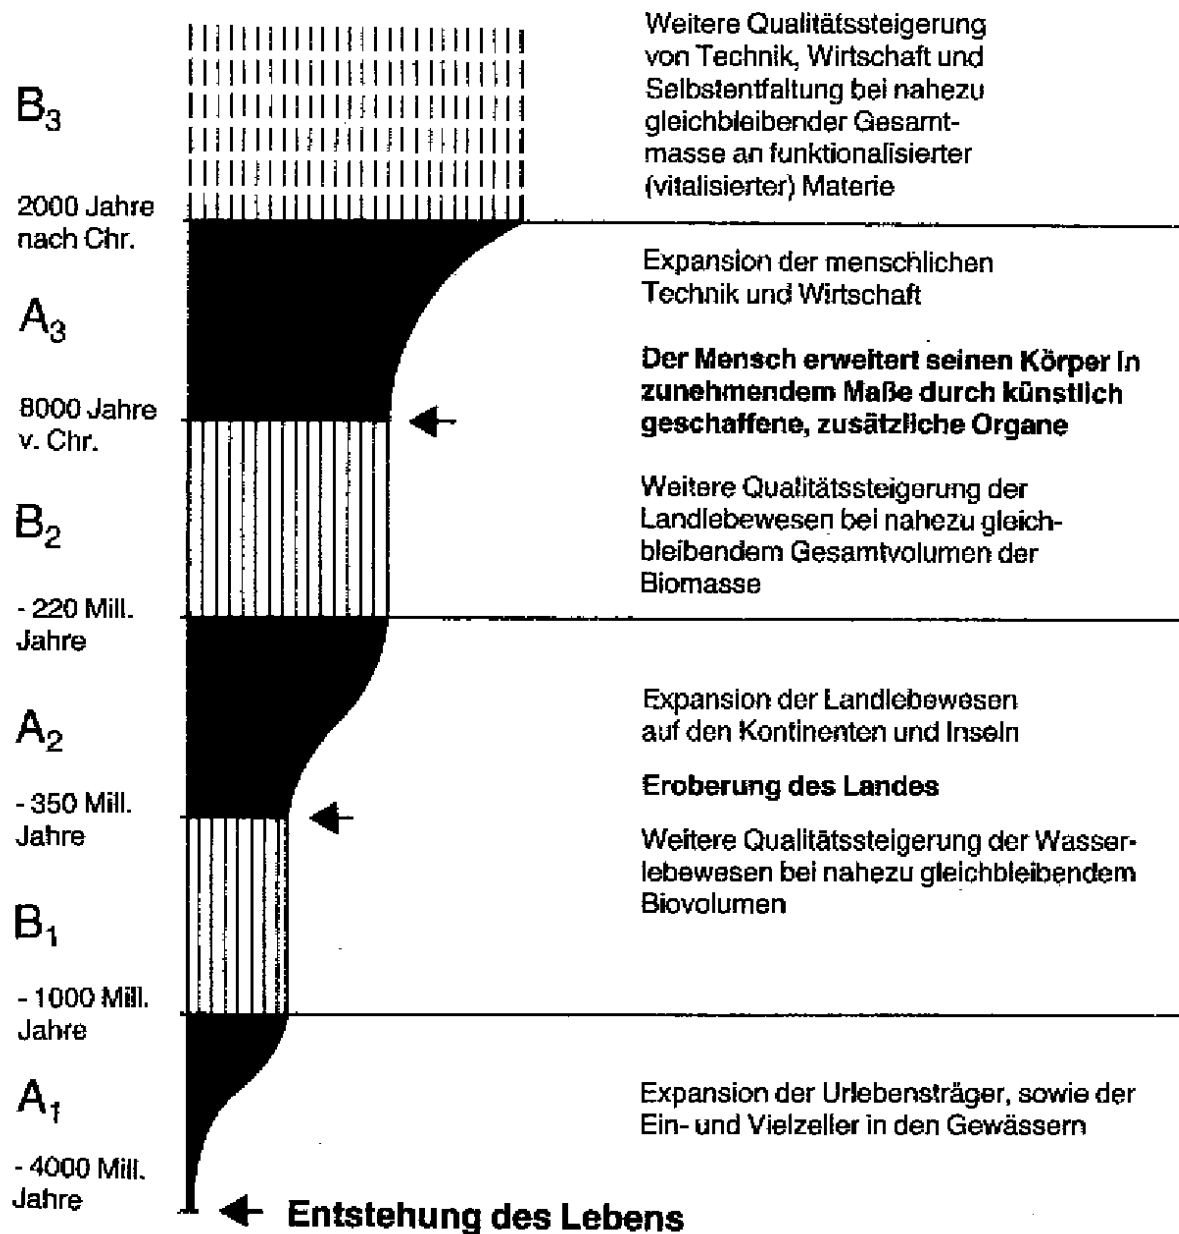 Weitere Qualitätssteigerung
von Technik, Wirtschaft und
Selbstentfaltung bei nahezu
gleichbleibender Gesamt-
masse an funktionalisierter
(vitalisierter) Materie
B3
2000 Jahre
nach Chr.
Expansion der menschlichen
Technik und Wirtschaft
A3
Der Mensch erweitert seinen Körper in
zunehmendem Maße durch künstlich
geschaffene, zusätzliche Organe
8000 Jahre
v. Chr.
Weitere Qualitätssteigerung der
Landlebewesen bei nahezu gleich-
bleibendem Gesamtvolumen der
Biomasse
B2
- 220 Mill.
Jahre
Expansion der Landlebewesen
auf den Kontinenten und Inseln
A2
Eroberung des Landes
- 350 Mill.
Jahre
Weitere Qualitätssteigerung der Wasser-
lebewesen bei nahezu gleichbleibendem
Biovolumen
B1
- 1000 Mill.
Jahre
Expansion der Urlebensträger, sowie der
Ein- und Vielzeller in den Gewässern
A1
- 4000 Mill.
Jahre
Entstehung des Lebens